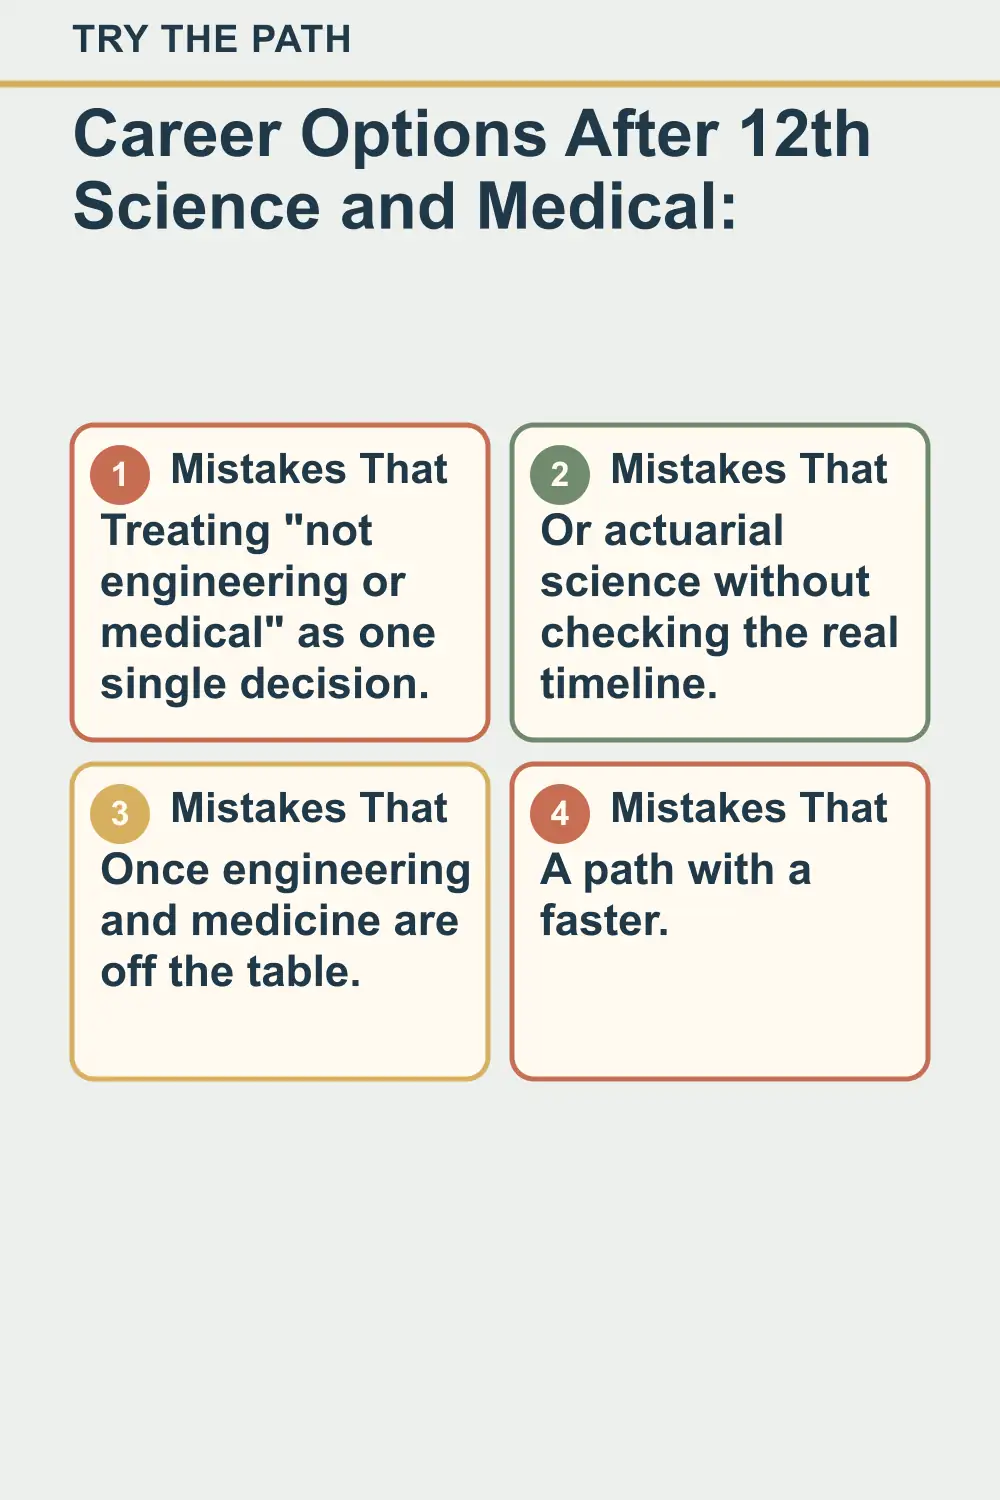 TRY THE PATH
Career Options After 12th
Science and Medical:
1 Mistakes That
Treating "not
engineering or
medical" as one
single decision.
2 Mistakes That
Or actuarial
science without
checking the real
timeline.
3 Mistakes That
Once engineering
and medicine are
off the table.
4 Mistakes That
A path with a
faster.